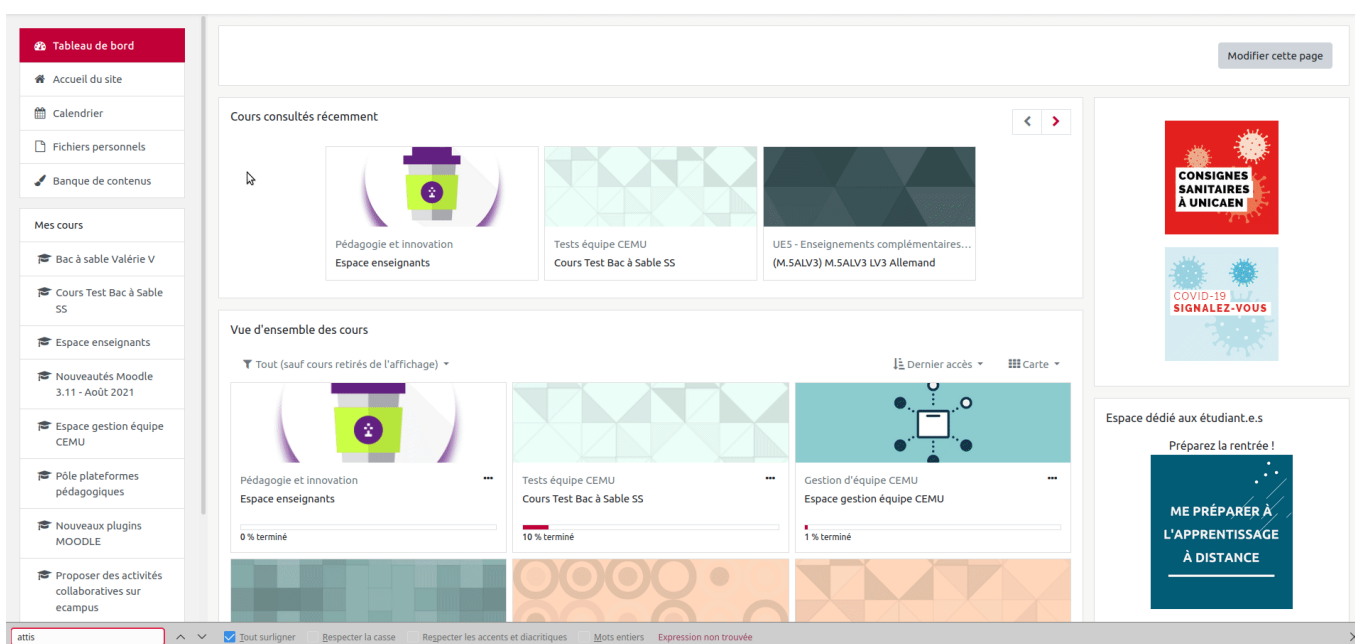 Tableau de bord
Accueil du site
Calendrier
Fichiers personnels
Banque de contenus
Mes cours
Bac à sable Valérie V
Cours Test Bac à Sable
SS
Espace enseignants
Nouveautés Moodle
3.11 - Août 2021
Espace gestion équipe
CEMU
Pôle plateformes
pédagogiques
Nouveaux plugins
MOODLE
Proposer des activités
collaboratives sur
ecampus
Modifier cette page
Cours consultés récemment
Pédagogie et innovation
Espace enseignants
Tests équipe CEMU
Cours Test Bac à Sable SS
UE5 - Enseignements complémentaires...
(M.5ALV3) M.5ALV3 LV3 Allemand
Vue d'ensemble des cours
Tout (sauf cours retirés de l'affichage)
Dernier accès
Carte
Pédagogie et innovation
Espace enseignants
0 % terminé
Tests équipe CEMU
Cours Test Bac à Sable SS
10 % terminé
Gestion d'équipe CEMU
Espace gestion équipe CEMU
1 % terminé
CONSIGNES
SANITAIRES
À UNICAEN
COVID-19
SIGNALEZ-VOUS
Espace dédié aux étudiant.e.s
Préparez la rentrée !
ME PRÉPARER À
L'APPRENTISSAGE
À DISTANCE
attis
Tout surligner
Respecter la casse
Respecter les accents et diacritiques
Mots entiers
Expression non trouvée